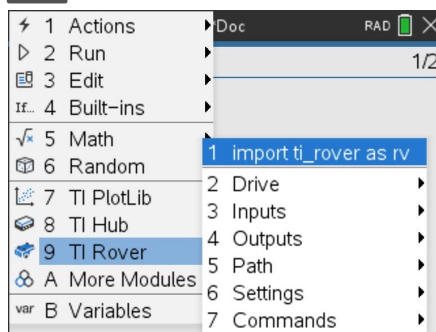 1 Actions
2 Run
3 Edit
If... 4 Built-ins
√x 5 Math
6 Random
7 TI PlotLib
8 TI Hub
9 TI Rover
A More Modules
var B Variables
Doc RAD
1/2
1 import ti_rover as rv
2 Drive
3 Inputs
4 Outputs
5 Path
6 Settings
7 Commands